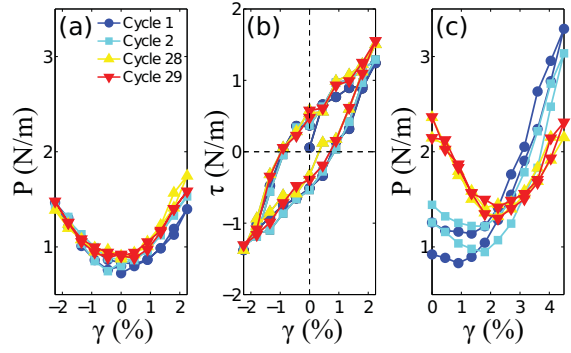 (a)
Cycle 1
Cycle 2
Cycle 28
Cycle 29
P (N/m)
3
1
-2 -1 0 1 2
γ (%)
(b)
τ (N/m)
2
1
0
−1
−2
-2 -1 0 1 2
γ (%)
(c)
P (N/m)
3
2
1
0 1 2 3 4
γ (%)